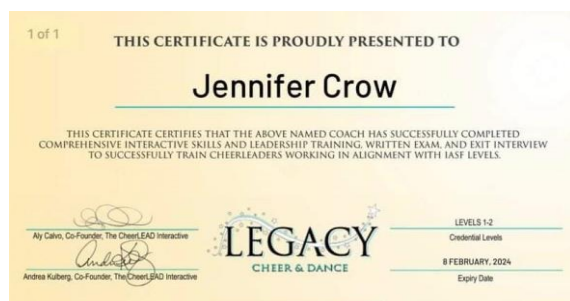 1 of 1
THIS CERTIFICATE IS PROUDLY PRESENTED TO
Jennifer Crow
THIS CERTIFICATE CERTIFIES THAT THE ABOVE NAMED COACH HAS SUCCESSFULLY COMPLETED
COMPREHENSIVE INTERACTIVE SKILLS AND LEADERSHIP TRAINING, WRITTEN EXAM, AND EXIT INTERVIEW
TO SUCCESSFULLY TRAIN CHEERLEADERS WORKING IN ALIGNMENT WITH IASF LEVELS.
Aly Calvo, Co-Founder, The CheerLEAD Interactive
Andrea Kulberg, Co-Founder, The CheerLEAD Interactive
LEGACY
CHEER & DANCE
LEVELS 1-2
Credential Levels
8 FEBRUARY, 2024
Expiry Date